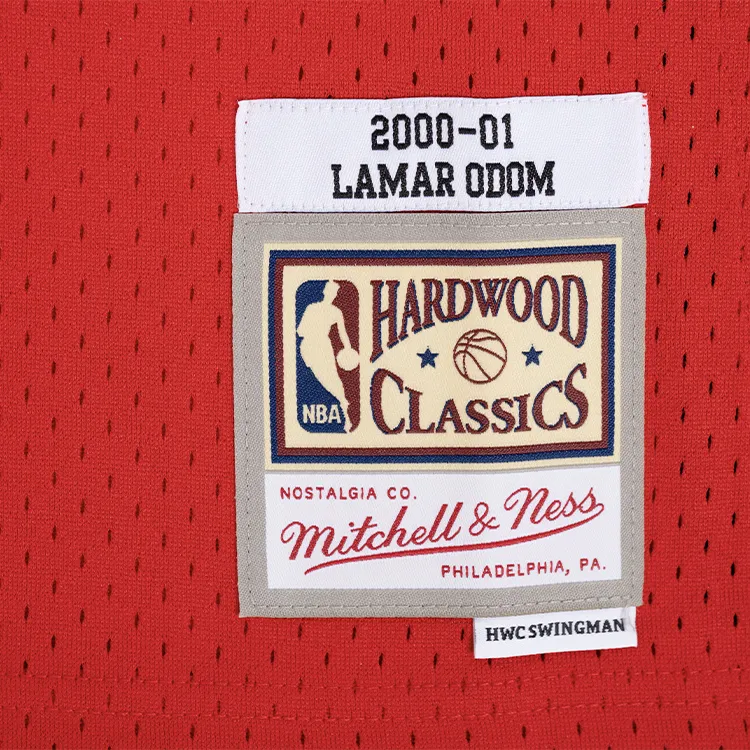 2000-01
LAMAR ODOM
HARDWOOD
CLASSICS
NBA
NOSTALGIA CO.
Mitchell & Ness
PHILADELPHIA, PA.
HWC SWINGMAN